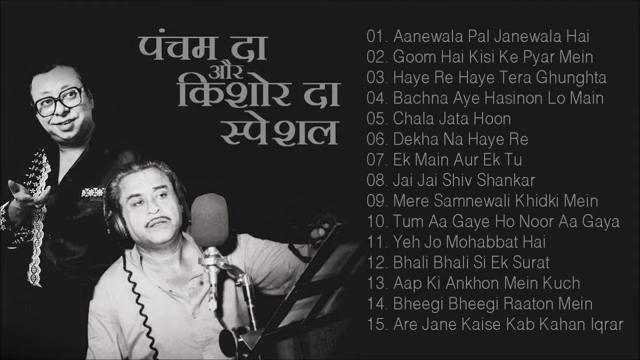 पंचम दा
और
किशोर दा
स्पेशल
01. Aanewala Pal Janewala Hai
02. Goom Hai Kisi Ke Pyar Mein
03. Haye Re Haye Tera Ghunghta
04. Bachna Aye Hasinon Lo Main
05. Chala Jata Hoon
06. Dekha Na Haye Re
07. Ek Main Aur Ek Tu
08. Jai Jai Shiv Shankar
09. Mere Samnewali Khidki Mein
10. Tum Aa Gaye Ho Noor Aa Gaya
11. Yeh Jo Mohabbat Hai
12. Bhali Bhali Si Ek Surat
13. Aap Ki Ankhon Mein Kuch
14. Bheegi Bheegi Raaton Mein
15. Are Jane Kaise Kab Kahan Iqrar